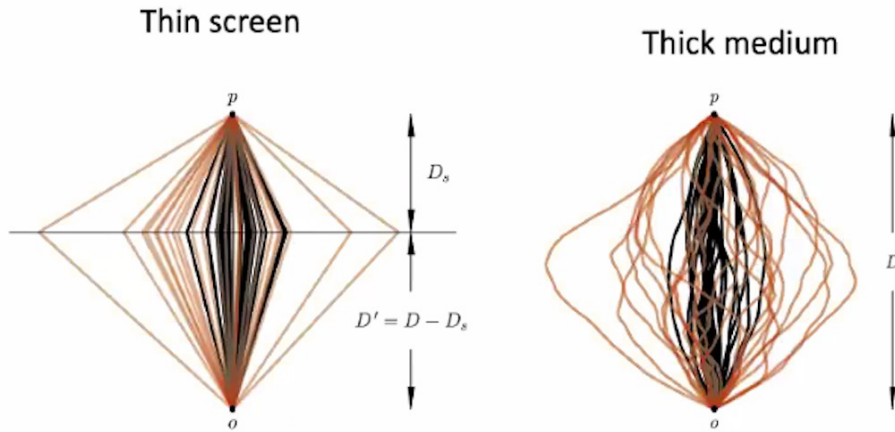 Thin screen
Thick medium
p
p
D_s
D
D' = D − D_s
o
o